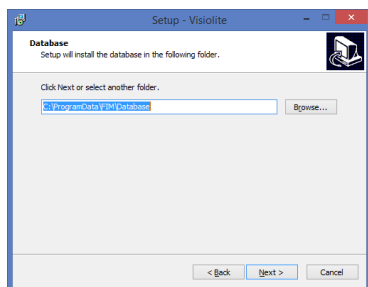 Setup - Visiolite
Database
Setup will install the database in the following folder.
Click Next or select another folder.
C:\ProgramData\FIM\Database
Browse...
< Back
Next >
Cancel